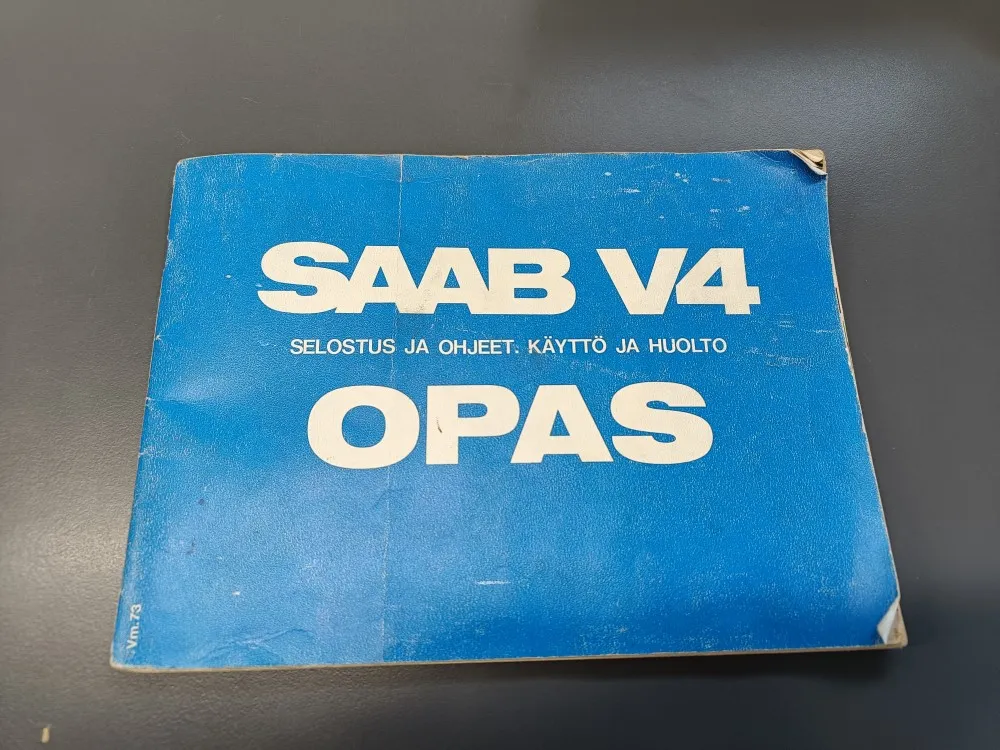 SAAB V4
SELOSTUS JA OHJEET. KÄYTTÖ JA HUOLTO
OPAS
Vm.73